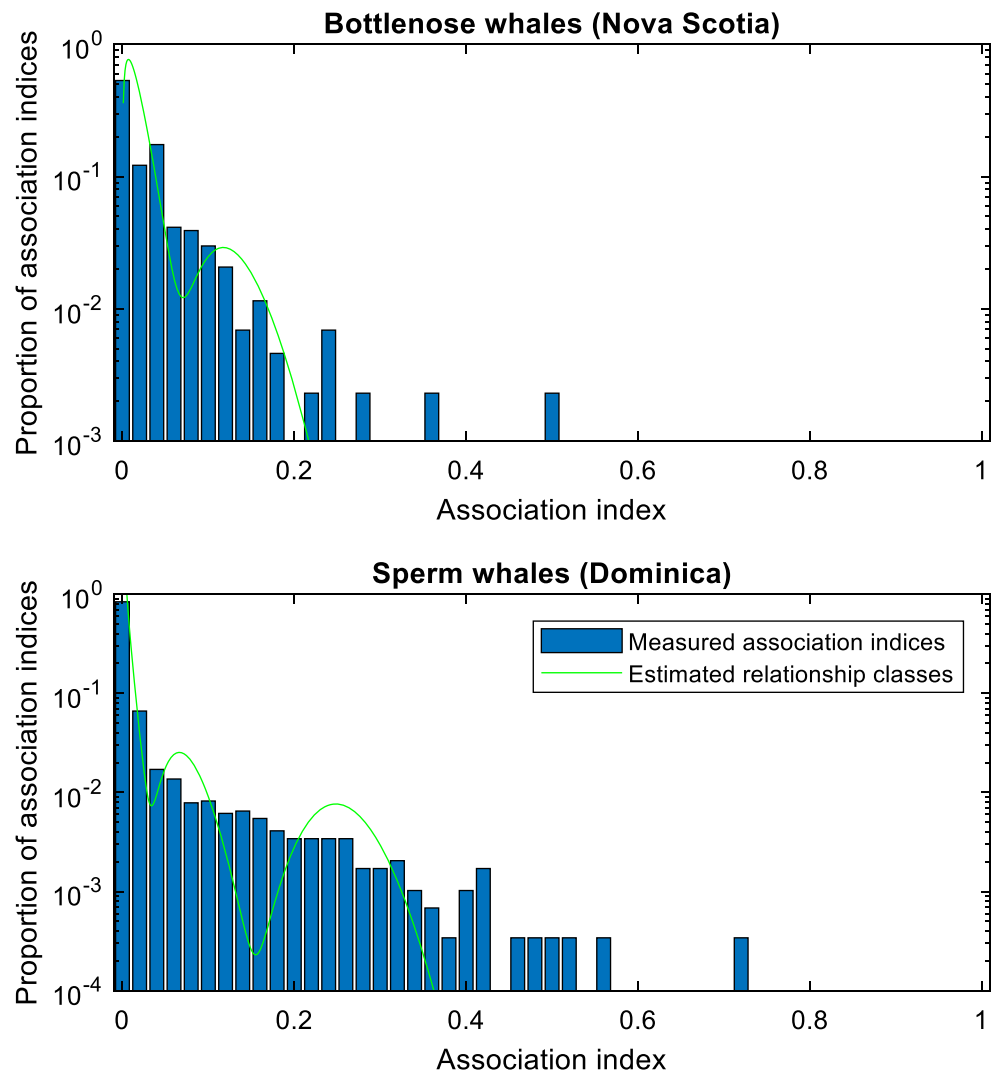 Bottlenose whales (Nova Scotia)
Proportion of association indices
10^0
10^-1
10^-2
10^-3
0 0.2 0.4 0.6 0.8 1
Association index
Sperm whales (Dominica)
Proportion of association indices
10^0
10^-1
10^-2
10^-3
10^-4
Measured association indices
Estimated relationship classes
0 0.2 0.4 0.6 0.8 1
Association index